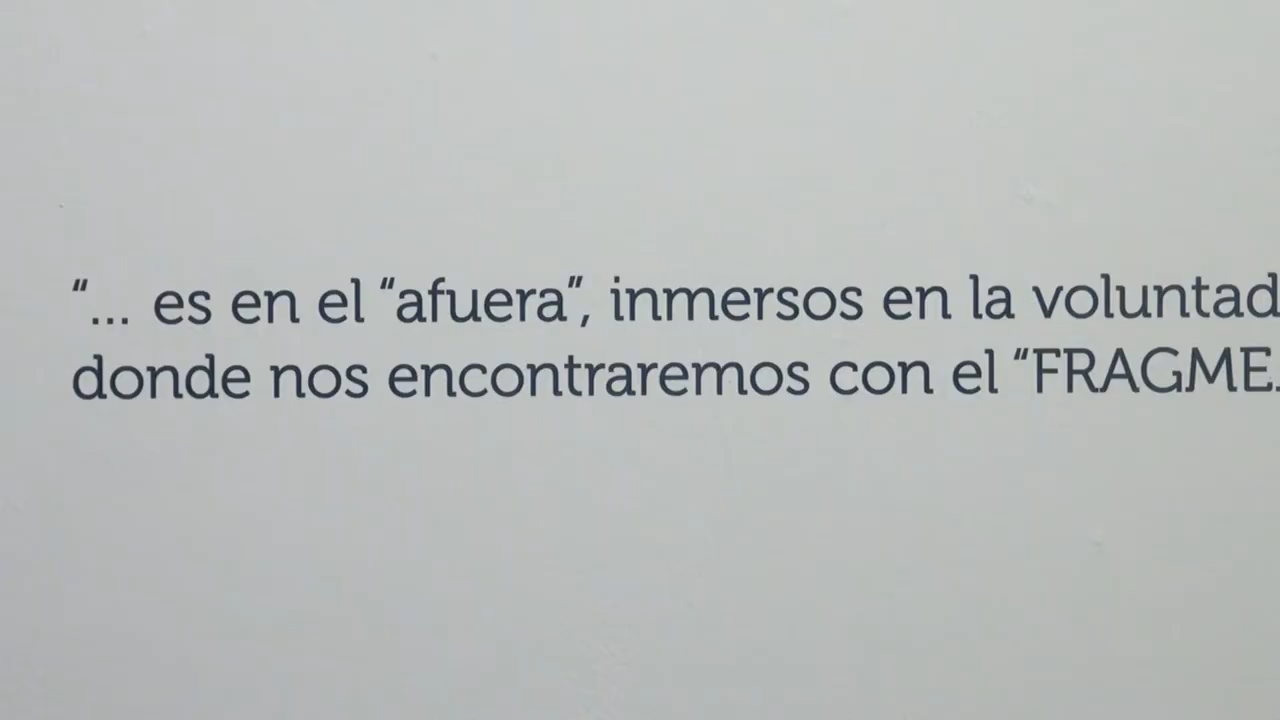 “... es en el “afuera”, inmersos en la voluntad
donde nos encontraremos con el “FRAGME